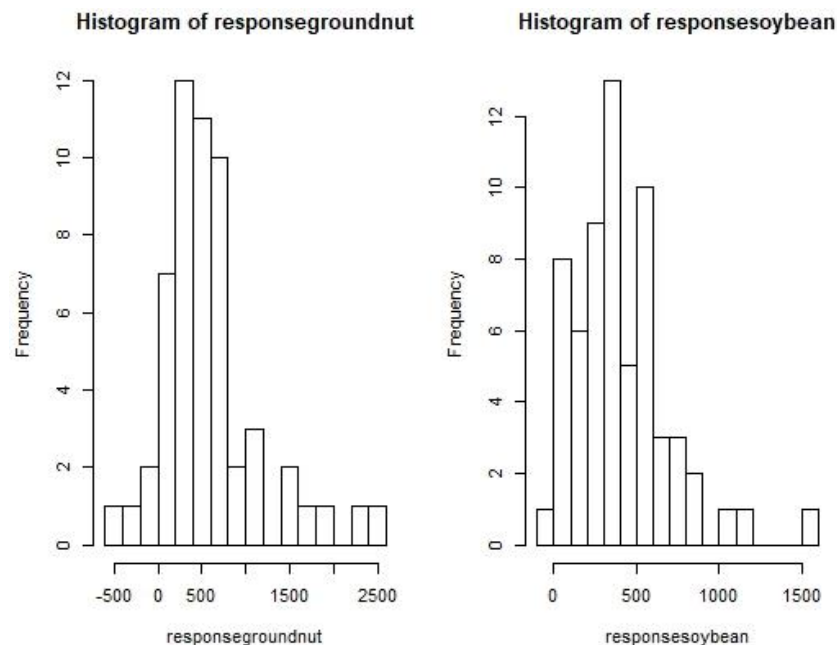 Histogram of responsegroundnut
Frequency
0
2
4
6
8
10
12
-500 0 500 1500 2500
responsegroundnut
Histogram of responsesoybean
Frequency
0
2
4
6
8
10
12
0 500 1000 1500
responsesoybean